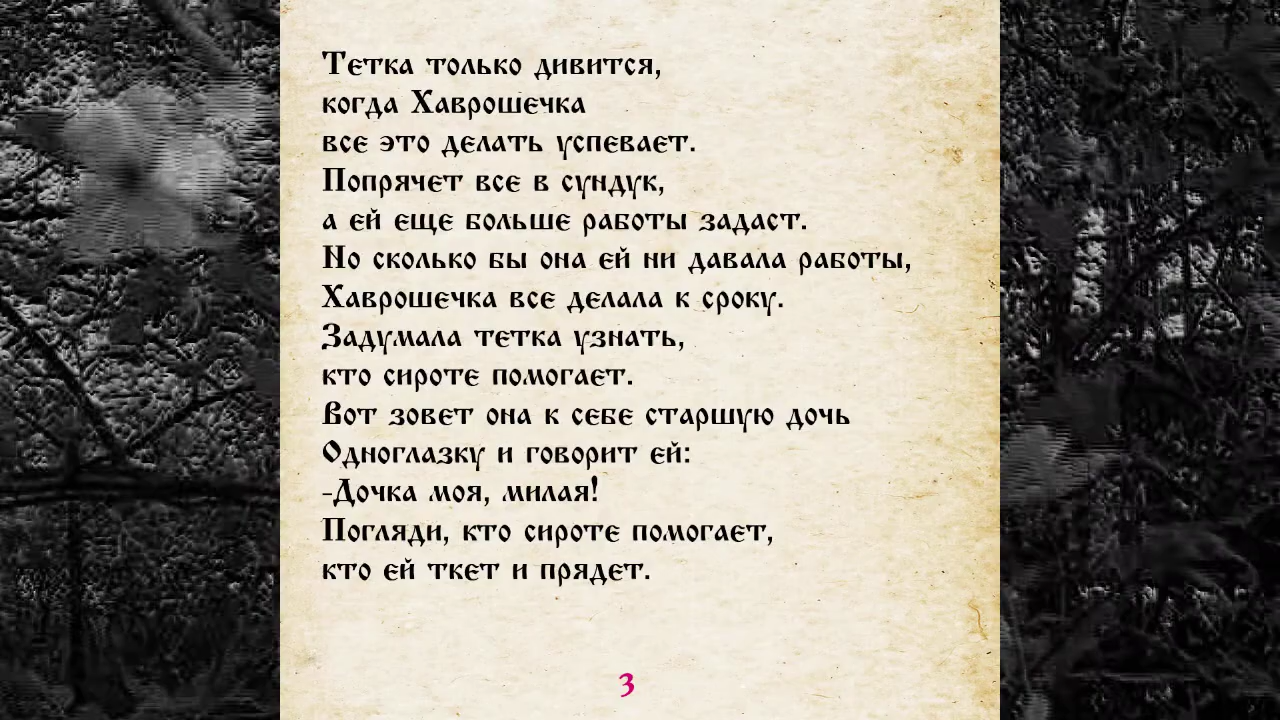 Тетка только дивится,
когда Хаврошечка
все это делать успевает.
Попрячет все в сундук,
а ей еще больше работы задаст.
Но сколько бы она ей ни давала работы,
Хаврошечка все делала к сроку.
Задумала тетка узнать,
кто сироте помогает.
Вот зовет она к себе старшую дочь
Одноглазку и говорит ей:
-Дочка моя, милая!
Погляди, кто сироте помогает,
кто ей ткет и прядет.
3